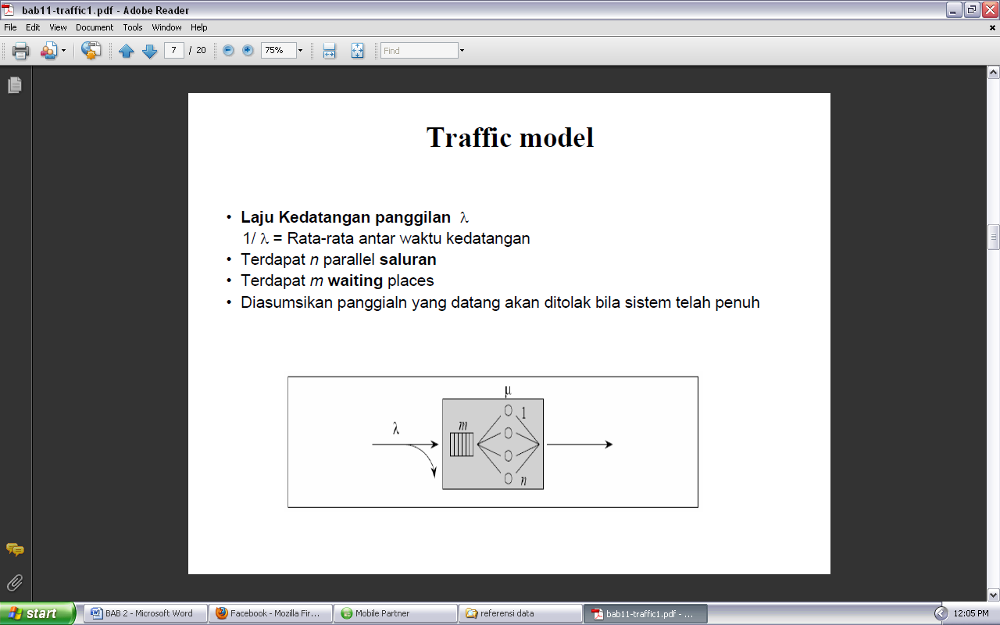 bab11-traffic1.pdf - Adobe Reader
File Edit View Document Tools Window Help
7 / 20 75% Find
Traffic model
• Laju Kedatangan panggilan λ
1/ λ = Rata-rata antar waktu kedatangan
• Terdapat n parallel saluran
• Terdapat m waiting places
• Diasumsikan panggialn yang datang akan ditolak bila sistem telah penuh
μ
1
λ
m
n
start BAB 2 - Microsoft Word Facebook - Mozilla Fir... Mobile Partner referensi data bab11-traffic1.pdf - ... 12:05 PM